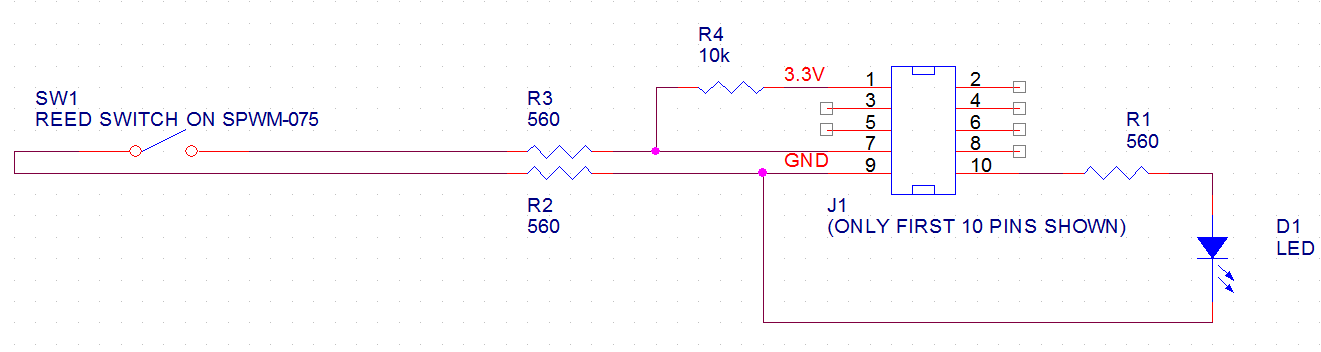 R4
10k
3.3V
1
2
SW1
REED SWITCH ON SPWM-075
R3
560
3
4
5
6
R1
560
7
8
GND
9
10
R2
560
J1
(ONLY FIRST 10 PINS SHOWN)
D1
LED